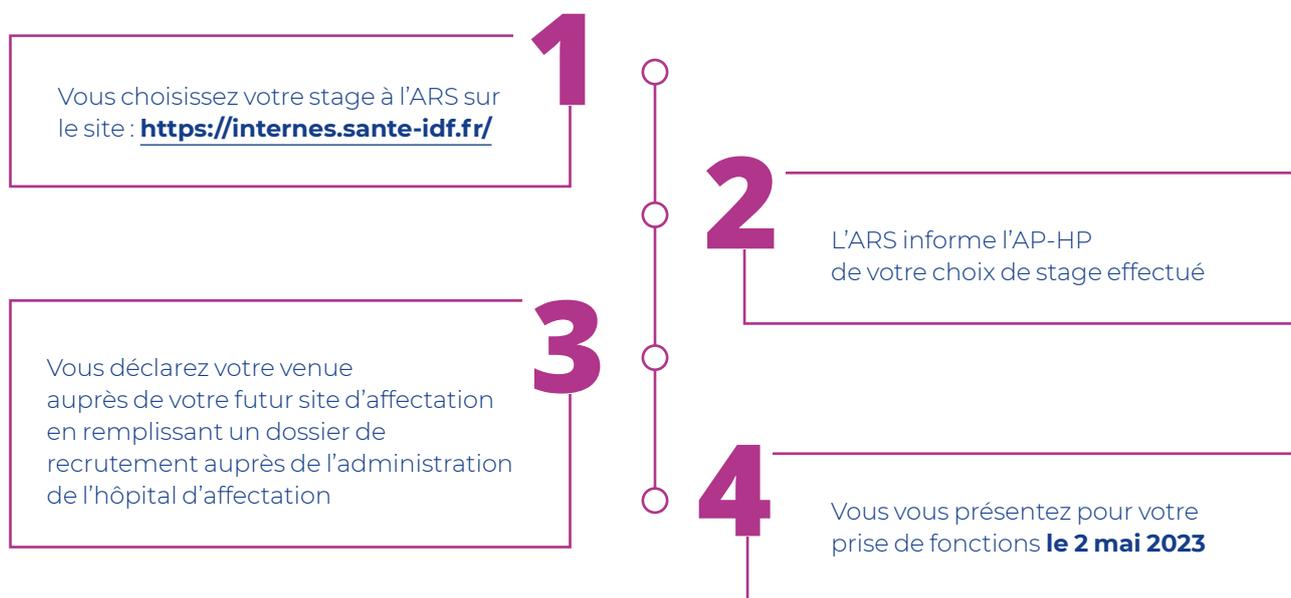 1
Vous choisissez votre stage à l’ARS sur
le site : https://internes.sante-idf.fr/
2
L’ARS informe l’AP-HP
de votre choix de stage effectué
3
Vous déclarez votre venue
auprès de votre futur site d’affectation
en remplissant un dossier de
recrutement auprès de l’administration
de l’hôpital d’affectation
4
Vous vous présentez pour votre
prise de fonctions le 2 mai 2023